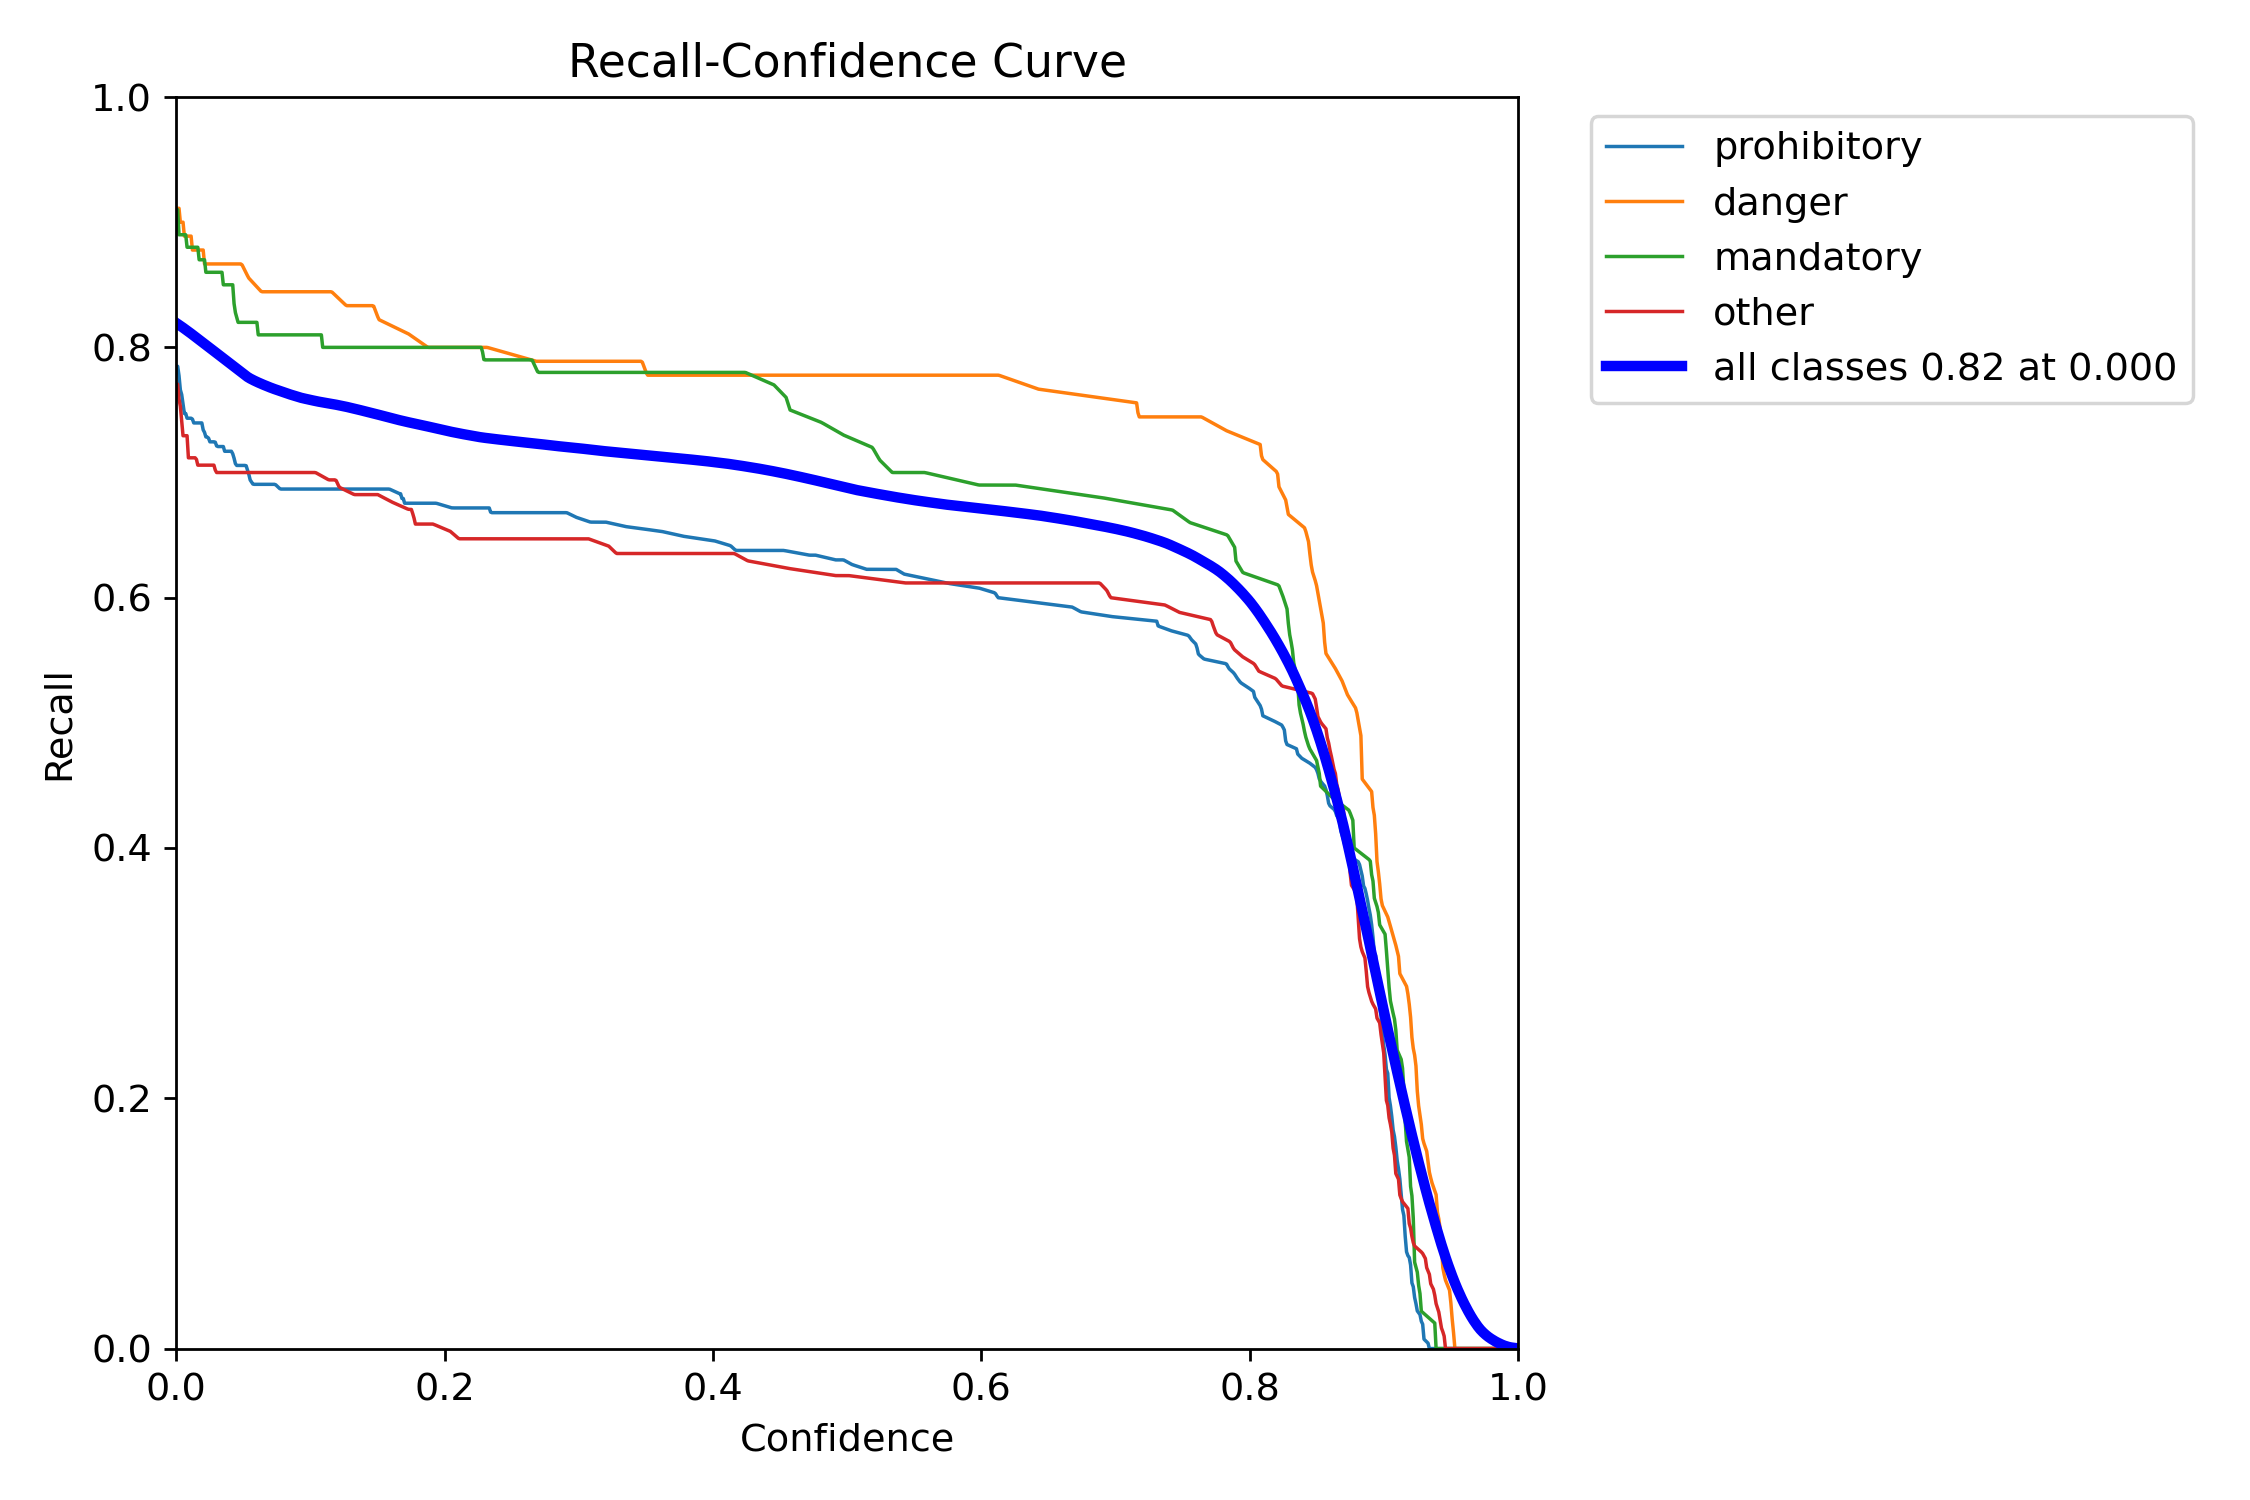 Recall-Confidence Curve
1.0
0.8
0.6
0.4
0.2
0.0
Recall
0.0 0.2 0.4 0.6 0.8 1.0
Confidence
prohibitory
danger
mandatory
other
all classes 0.82 at 0.000